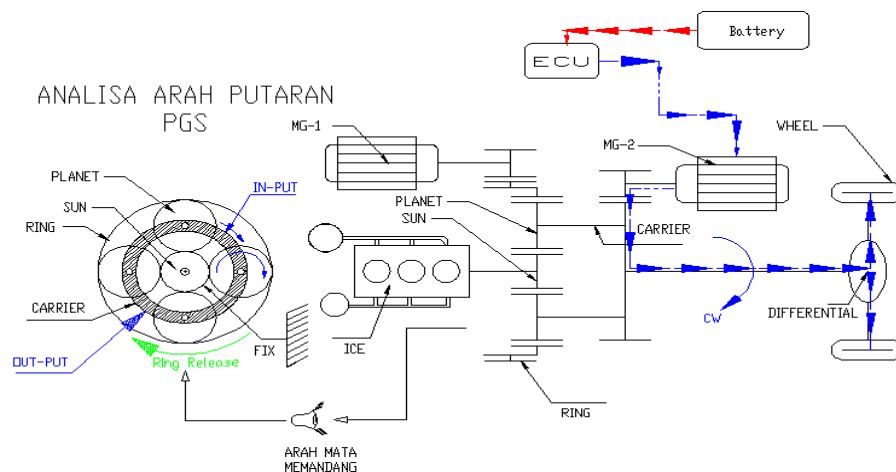 Battery
ECU
ANALISA ARAH PUTARAN
PGS
MG-1
WHEEL
MG-2
PLANET
IN-PUT
SUN
RING
PLANET
SUN
CARRIER
CARRIER
DIFFERENTIAL
CW
OUT-PUT
Ring Release
FIX
ICE
RING
ARAH MATA
MEMANDANG